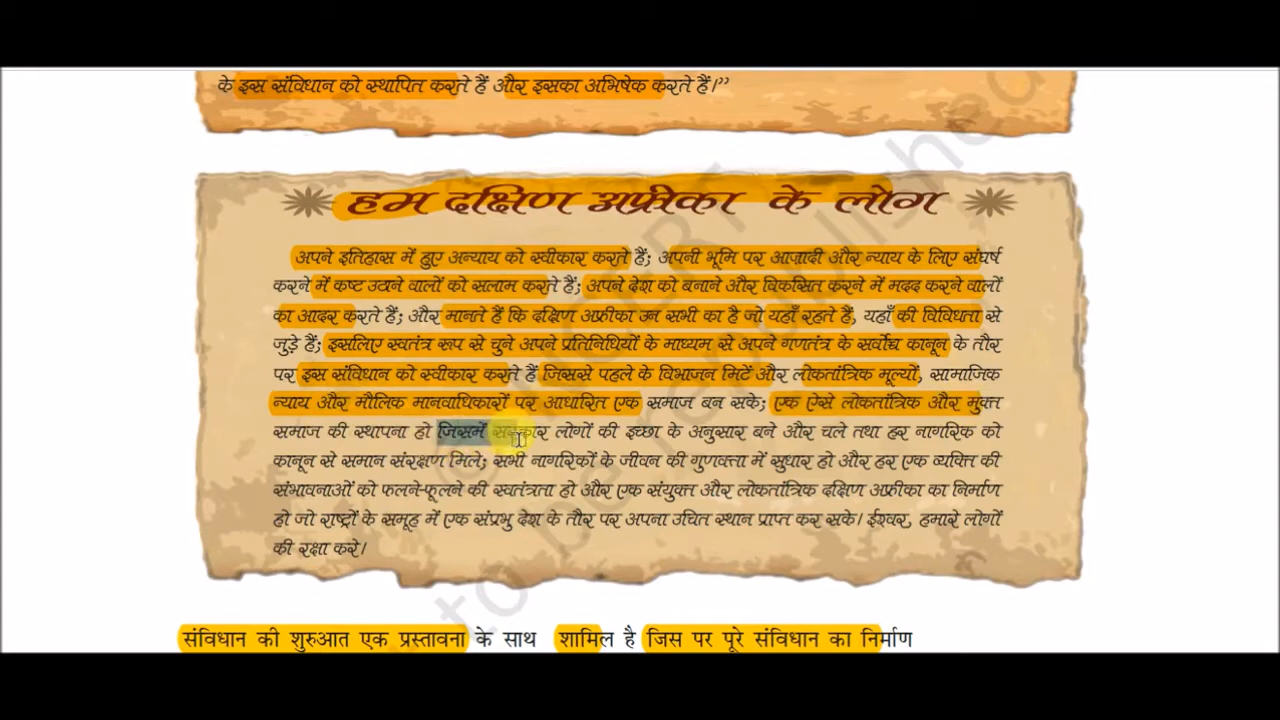 के इस संविधान को स्थापित करते हैं और इसका अभिषेक करते हैं।”
हम दक्षिण अफ्रीका के लोग
अपने इतिहास में हुए अन्याय को स्वीकार करते हैं; अपनी भूमि पर आज़ादी और न्याय के लिए संघर्ष
करने में कष्ट उठाने वालों को सलाम करते हैं; अपने देश को बनाने और विकसित करने में मदद करने वालों
का आदर करते हैं; और मानते हैं कि दक्षिण अफ्रीका उन सभी का है जो यहाँ रहते हैं, यहाँ की विविधता से
जुड़े हैं; इसलिए स्वतंत्र रूप से चुने अपने प्रतिनिधियों के माध्यम से अपने गणतंत्र के सर्वोच्च कानून के तौर
पर इस संविधान को स्वीकार करते हैं जिससे पहले के विभाजन मिटें और लोकतांत्रिक मूल्यों, सामाजिक
न्याय और मौलिक मानवाधिकारों पर आधारित एक समाज बन सके; एक ऐसे लोकतांत्रिक और मुक्त
समाज की स्थापना हो जिसमें सरकार लोगों की इच्छा के अनुसार बने और चले तथा हर नागरिक को
कानून से समान संरक्षण मिले; सभी नागरिकों के जीवन की गुणवत्ता में सुधार हो और हर एक व्यक्ति की
संभावनाओं को फलने-फूलने की स्वतंत्रता हो और एक संयुक्त और लोकतांत्रिक दक्षिण अफ्रीका का निर्माण
हो जो राष्ट्रों के समूह में एक संप्रभु देश के तौर पर अपना उचित स्थान प्राप्त कर सके। ईश्वर, हमारे लोगों
की रक्षा करे।
संविधान की शुरुआत एक प्रस्तावना के साथ शामिल है जिस पर पूरे संविधान का निर्माण
© NCERT
to be republished